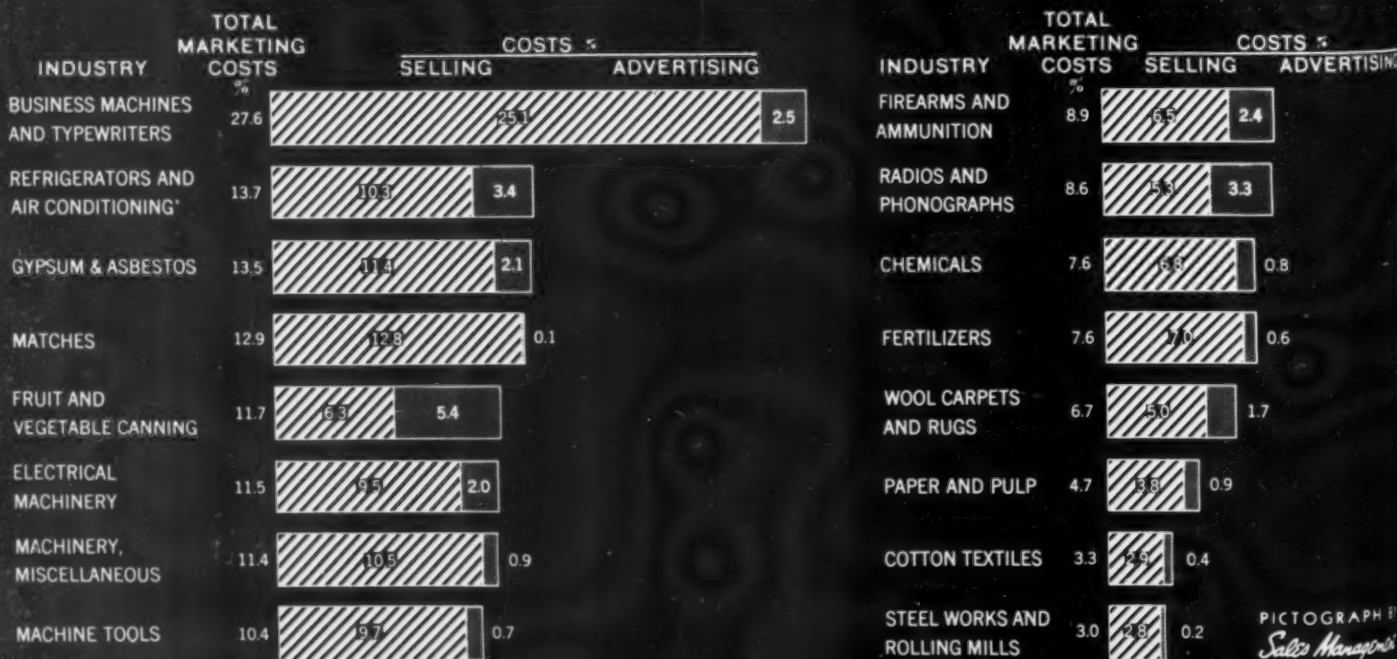 TOTAL
MARKETING
COSTS %
INDUSTRY COSTS SELLING ADVERTISING
%
BUSINESS MACHINES
AND TYPEWRITERS 27.6 25.1 2.5
REFRIGERATORS AND
AIR CONDITIONING 13.7 10.3 3.4
GYPSUM & ASBESTOS 13.5 11.4 2.1
MATCHES 12.9 12.8 0.1
FRUIT AND
VEGETABLE CANNING 11.7 6.3 5.4
ELECTRICAL
MACHINERY 11.5 9.5 2.0
MACHINERY,
MISCELLANEOUS 11.4 10.5 0.9
MACHINE TOOLS 10.4 9.7 0.7
TOTAL
MARKETING
COSTS %
INDUSTRY COSTS SELLING ADVERTISING
%
FIREARMS AND
AMMUNITION 8.9 6.5 2.4
RADIOS AND
PHONOGRAPHS 8.6 5.3 3.3
CHEMICALS 7.6 6.8 0.8
FERTILIZERS 7.6 7.0 0.6
WOOL CARPETS
AND RUGS 6.7 5.0 1.7
PAPER AND PULP 4.7 3.8 0.9
COTTON TEXTILES 3.3 2.9 0.4
STEEL WORKS AND
ROLLING MILLS 3.0 2.8 0.2
PICTOGRAPH
Sales Management